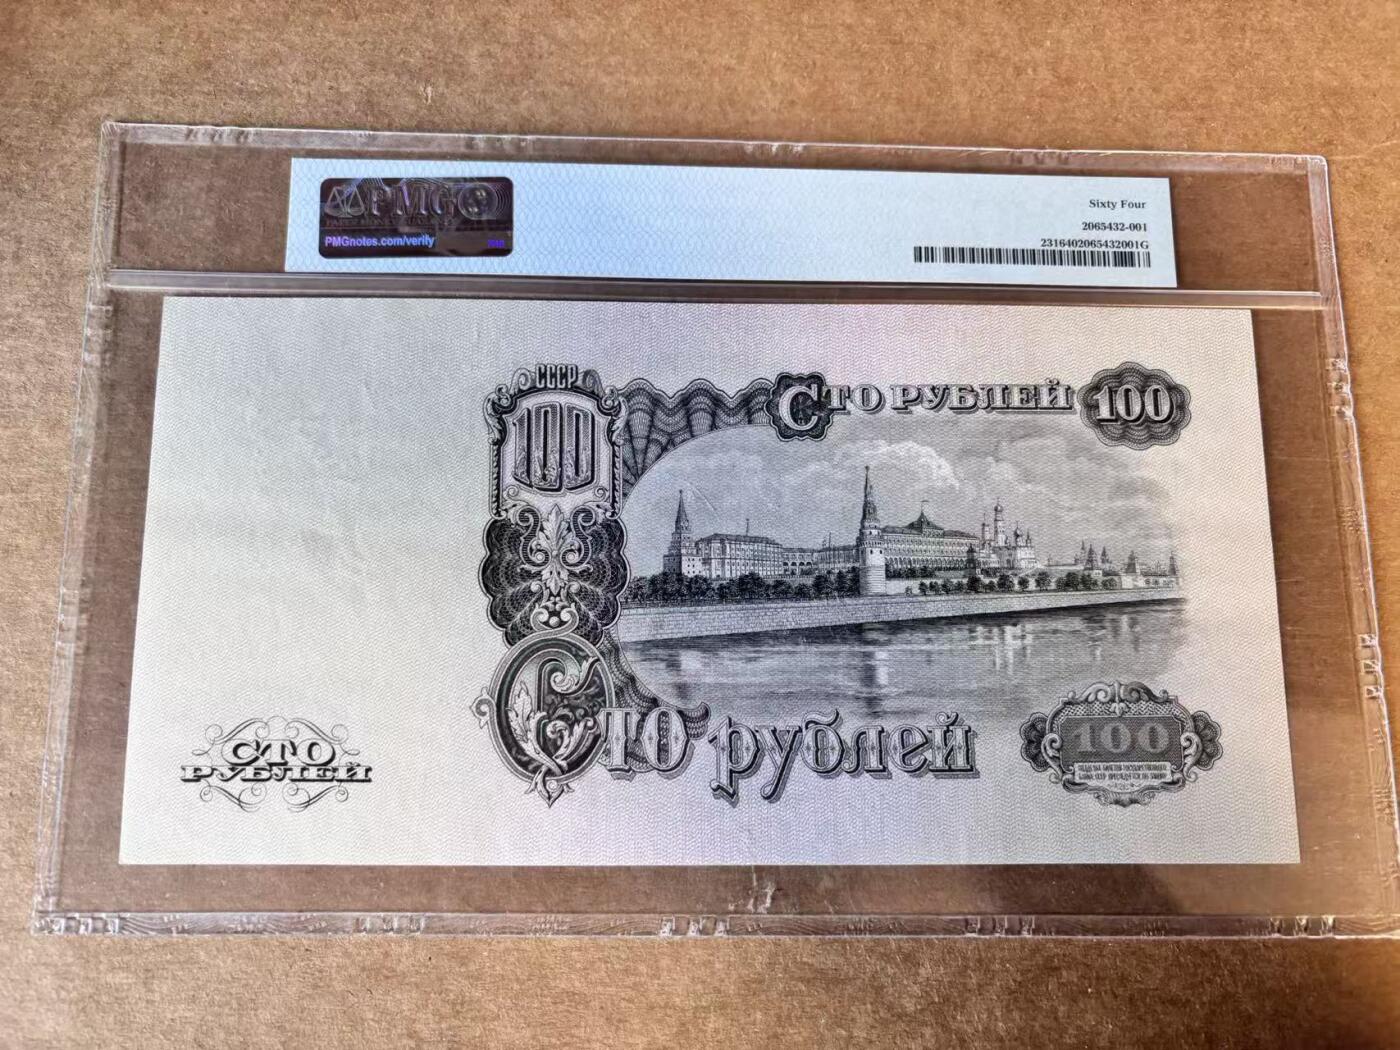 PMG
PMGnotes.com/verify
Sixty Four
2065432-001
2316402065432001G
СССР
100
Сто рублей
100
Сто рублей
СТО
РУБЛЕЙ
100